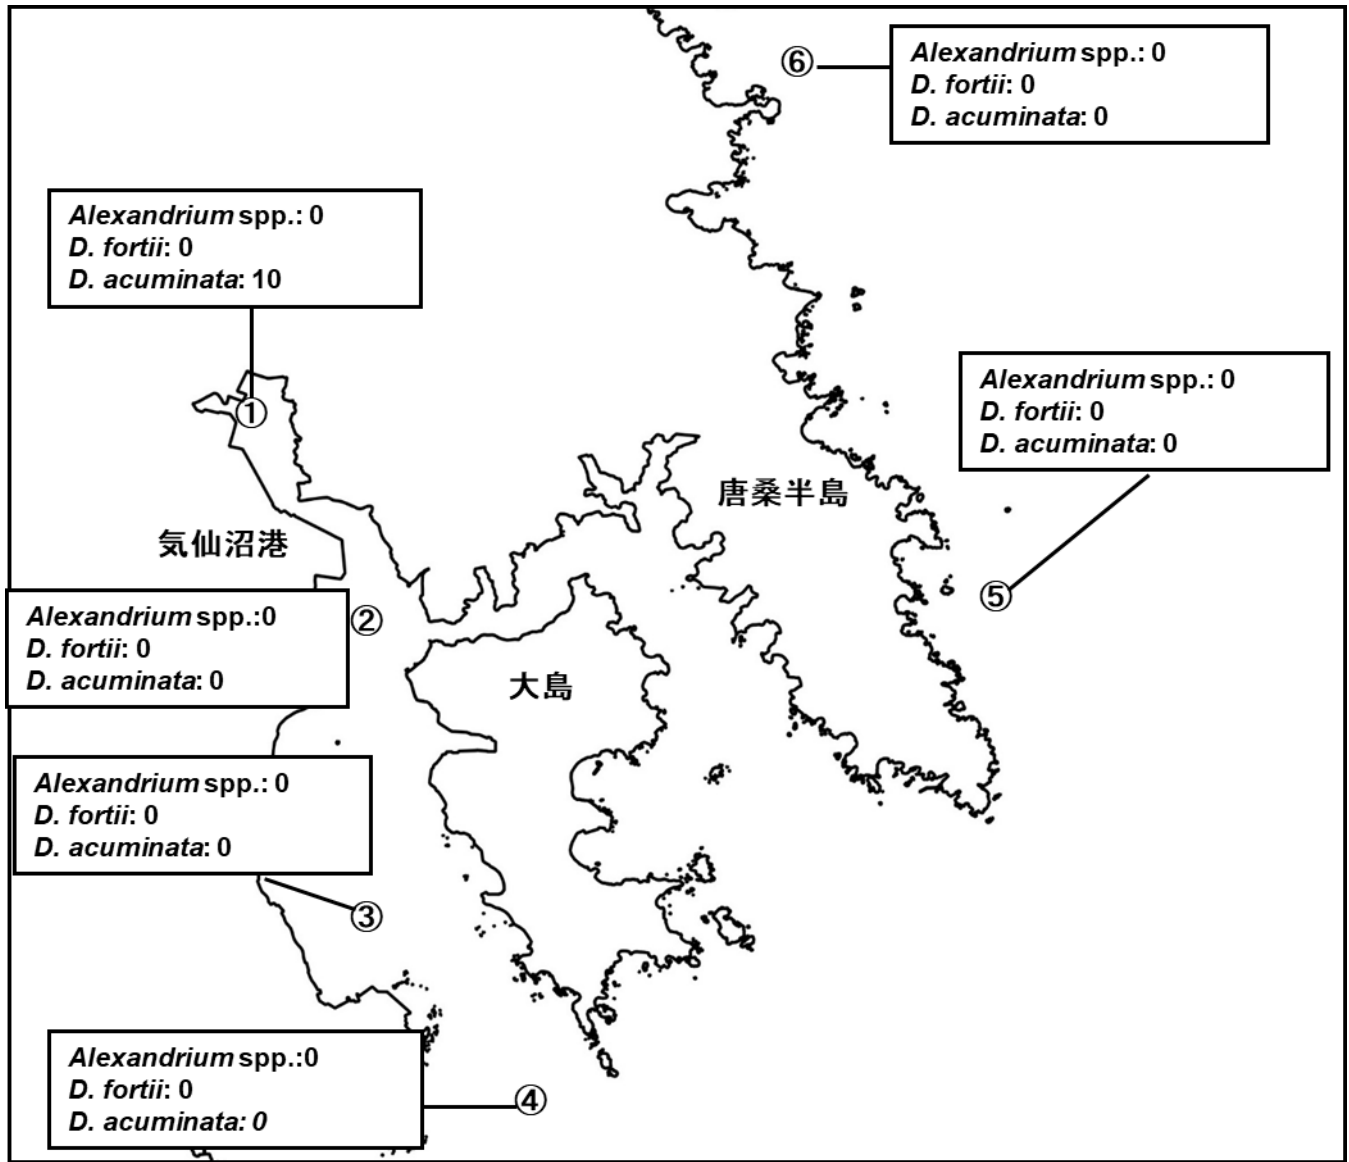 ⑥
Alexandrium spp.: 0
D. fortii: 0
D. acuminata: 0
Alexandrium spp.: 0
D. fortii: 0
D. acuminata: 10
①
Alexandrium spp.: 0
D. fortii: 0
D. acuminata: 0
唐桑半島
気仙沼港
⑤
Alexandrium spp.:0
D. fortii: 0
D. acuminata: 0
②
大島
Alexandrium spp.: 0
D. fortii: 0
D. acuminata: 0
③
Alexandrium spp.:0
D. fortii: 0
D. acuminata: 0
④